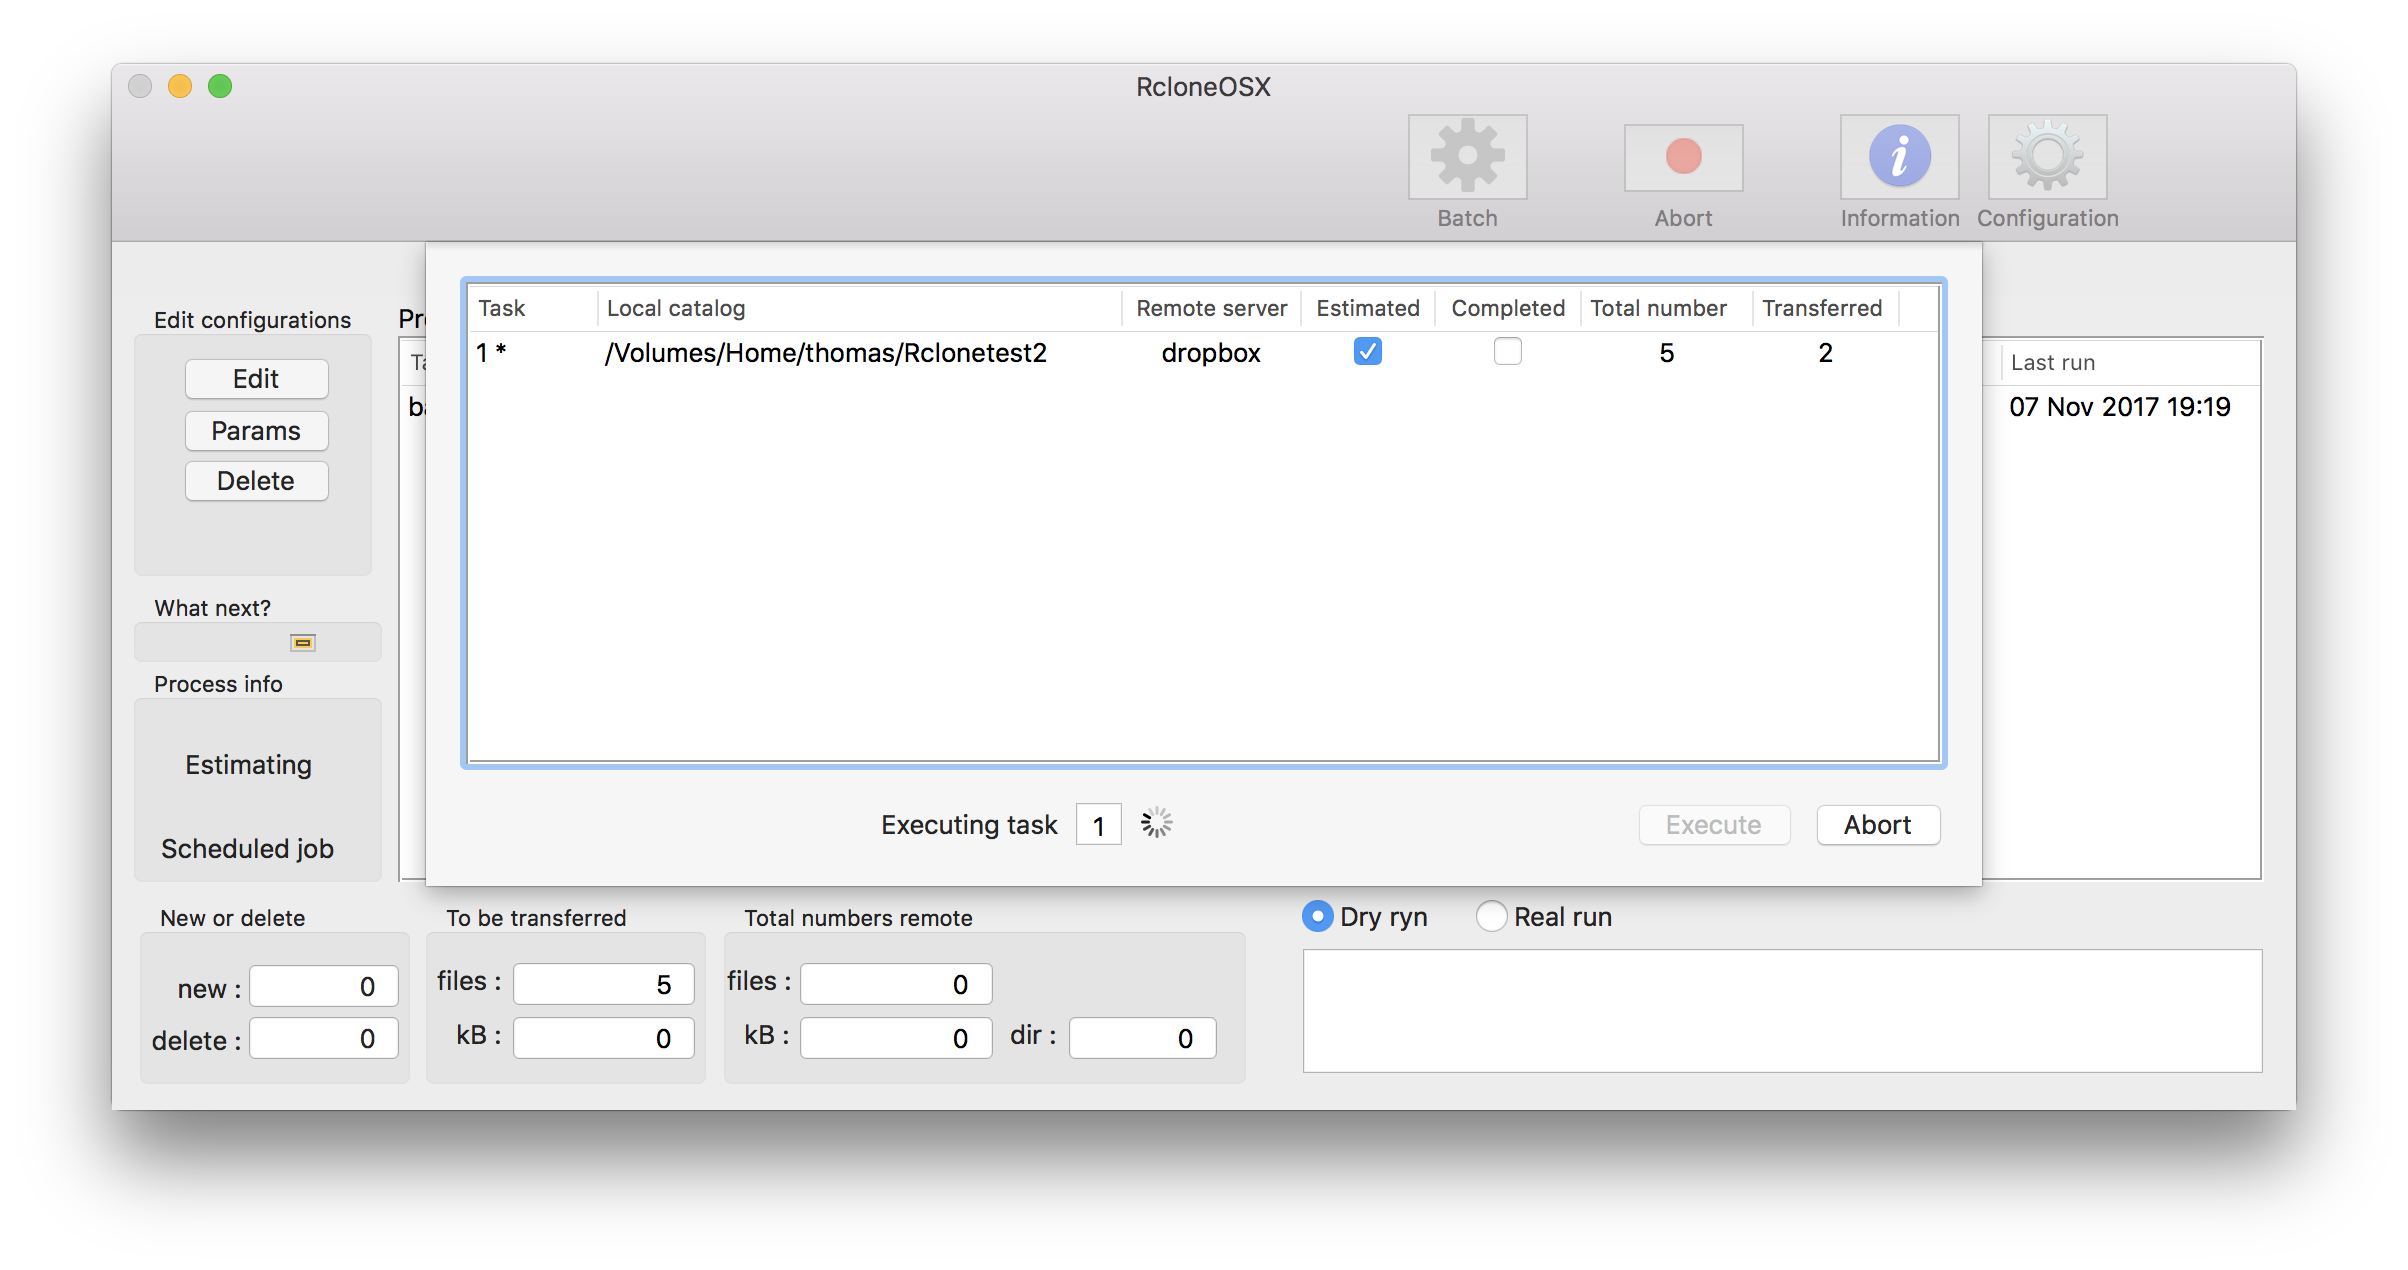 RcloneOSX
Batch
Abort
Information
Configuration
Edit configurations
Edit
Params
Delete
What next?
Process info
Estimating
Scheduled job
Task Local catalog Remote server Estimated Completed Total number Transferred
1 * /Volumes/Home/thomas/Rclonetest2 dropbox 5 2
Executing task 1
Execute
Abort
Last run
07 Nov 2017 19:19
New or delete
new : 0
delete : 0
To be transferred
files : 5
kB : 0
Total numbers remote
files : 0
kB : 0 dir : 0
Dry ryn Real run